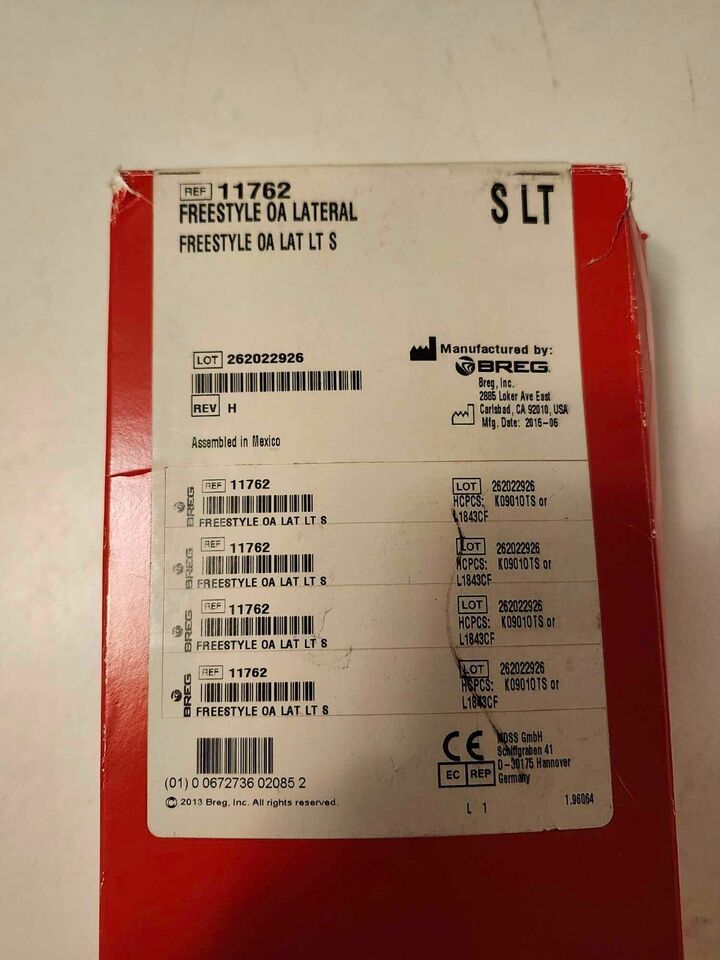 REF 11762
S LT
FREESTYLE OA LATERAL
FREESTYLE OA LAT LT S
LOT 262022926
REV H
Assembled in Mexico
Manufactured by:
BREG
Breg, Inc.
2885 Loker Ave East
Carlsbad, CA 92010, USA
Mfg. Date: 2016-06
BREG
REF 11762
FREESTYLE OA LAT LT S
LOT 262022926
HCPCS: K0901OTS or
L1843CF
BREG
REF 11762
FREESTYLE OA LAT LT S
LOT 262022926
HCPCS: K0901OTS or
L1843CF
BREG
REF 11762
FREESTYLE OA LAT LT S
LOT 262022926
HCPCS: K0901OTS or
L1843CF
BREG
REF 11762
FREESTYLE OA LAT LT S
LOT 262022926
HCPCS: K0901OTS or
L1843CF
(01) 0 0672736 02085 2
© 2013 Breg, Inc. All rights reserved.
CE
EC REP
MDSS GmbH
Schiffgraben 41
D-30175 Hannover
Germany
L 1
1.96064